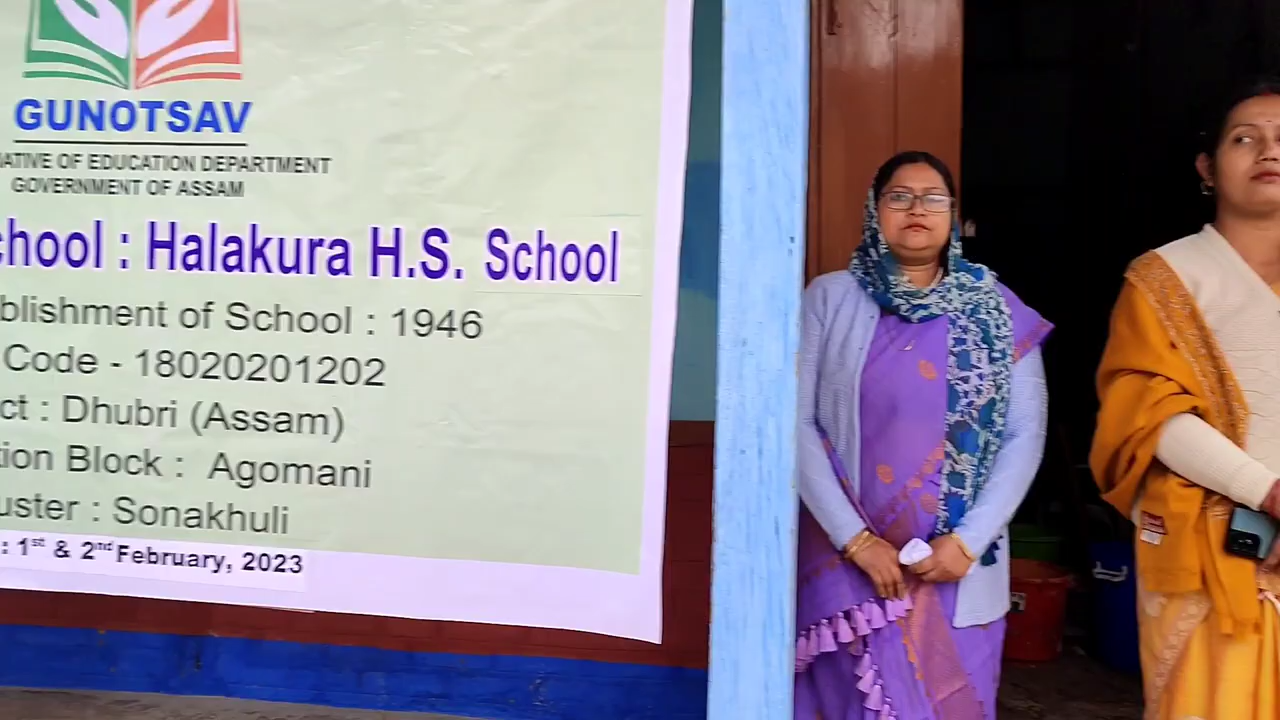 GUNOTSAV
ATIVE OF EDUCATION DEPARTMENT
GOVERNMENT OF ASSAM
chool : Halakura H.S. School
blishment of School : 1946
Code - 18020201202
ct : Dhubri (Assam)
tion Block : Agomani
uster : Sonakhuli
: 1st & 2nd February, 2023